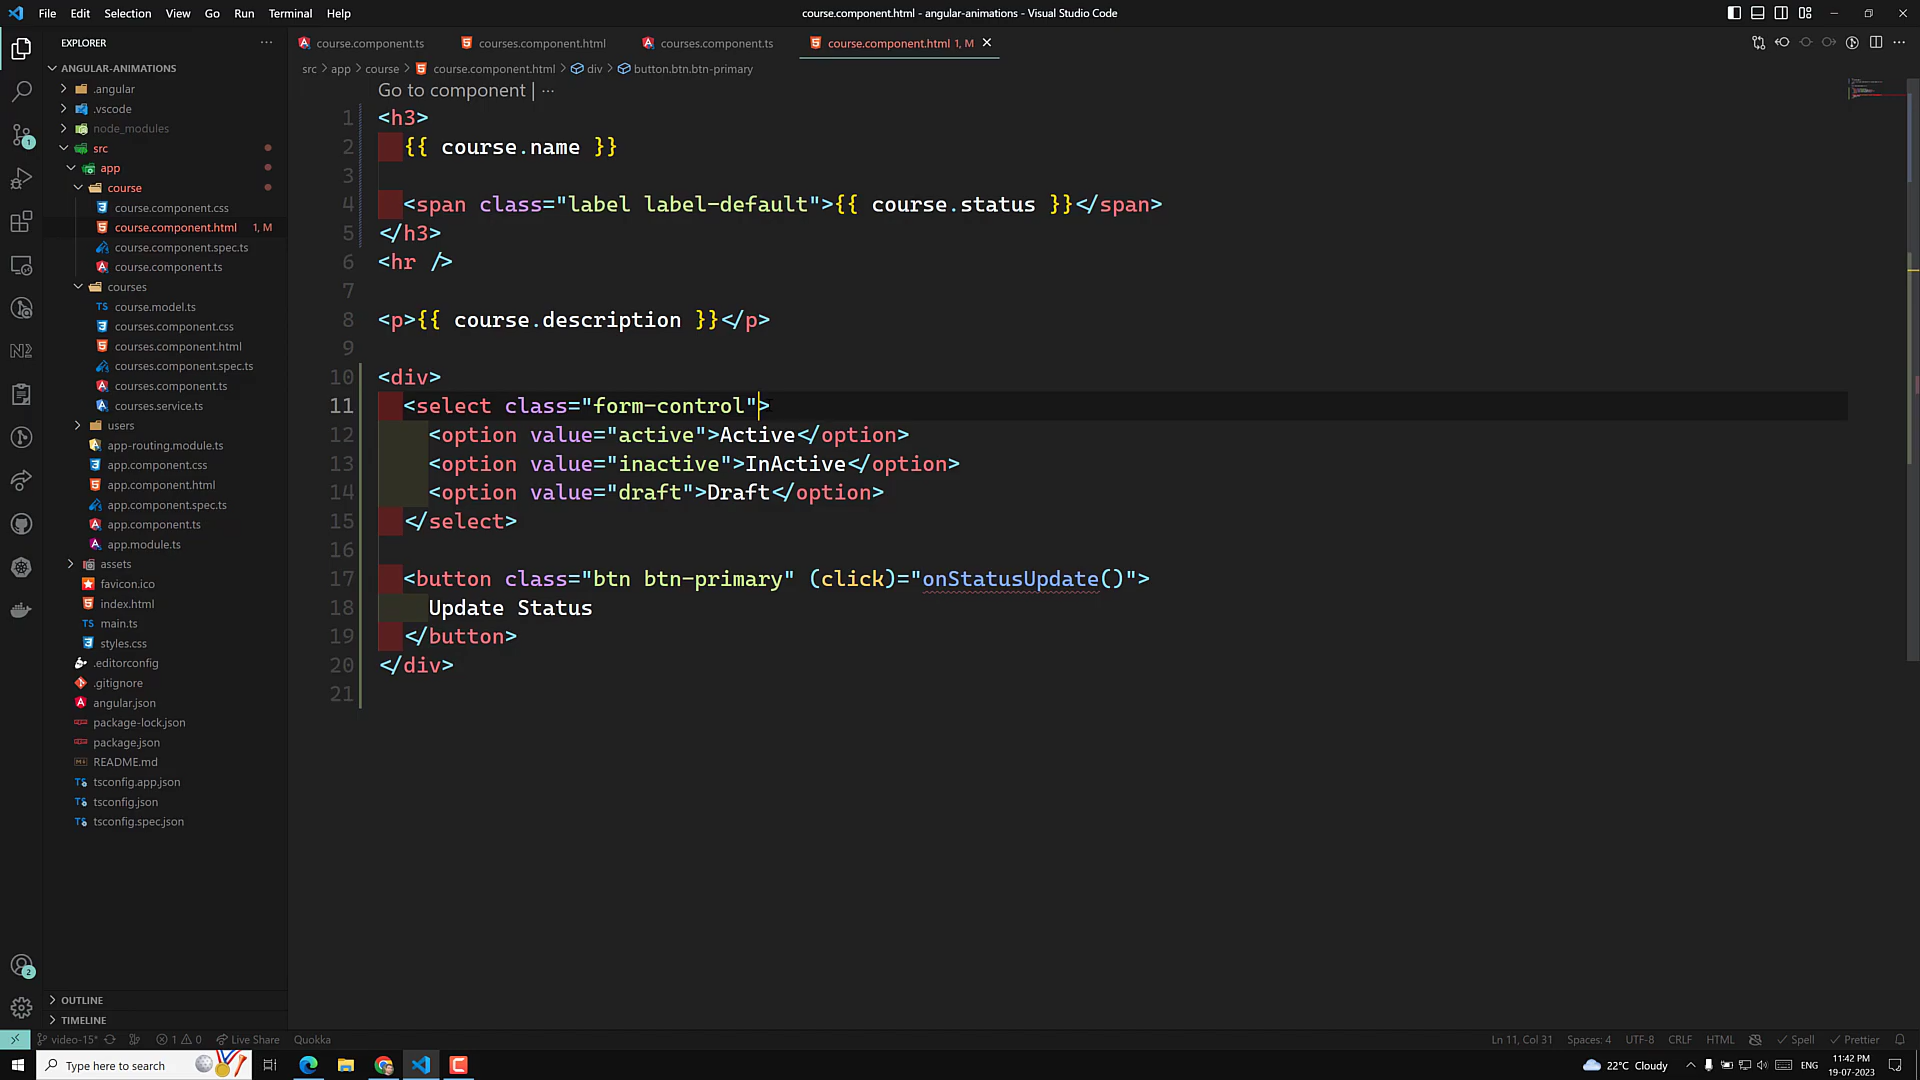 File Edit Selection View Go Run Terminal Help
course.component.html - angular-animations - Visual Studio Code
EXPLORER
course.component.ts
courses.component.html
courses.component.ts
course.component.html 1, M
ANGULAR-ANIMATIONS
.angular
.vscode
node_modules
src
app
course
course.component.css
course.component.html 1, M
course.component.spec.ts
course.component.ts
courses
course.model.ts
courses.component.css
courses.component.html
courses.component.spec.ts
courses.component.ts
courses.service.ts
users
app-routing.module.ts
app.component.css
app.component.html
app.component.spec.ts
app.component.ts
app.module.ts
assets
favicon.ico
index.html
main.ts
styles.css
.editorconfig
.gitignore
angular.json
package-lock.json
package.json
README.md
tsconfig.app.json
tsconfig.json
tsconfig.spec.json
OUTLINE
TIMELINE
src > app > course > course.component.html > div > button.btn.btn-primary
Go to component | ...
1 <h3>
2 {{ course.name }}
3
4 <span class="label label-default">{{ course.status }}</span>
5 </h3>
6 <hr />
7
8 <p>{{ course.description }}</p>
9
10 <div>
11 <select class="form-control">
12 <option value="active">Active</option>
13 <option value="inactive">InActive</option>
14 <option value="draft">Draft</option>
15 </select>
16
17 <button class="btn btn-primary" (click)="onStatusUpdate()">
18 Update Status
19 </button>
20 </div>
21
video-15* 1 0 Live Share Quokka
Ln 11, Col 31 Spaces: 4 UTF-8 CRLF HTML Spell Prettier
Type here to search
22°C Cloudy ENG 11:42 PM
19-07-2023